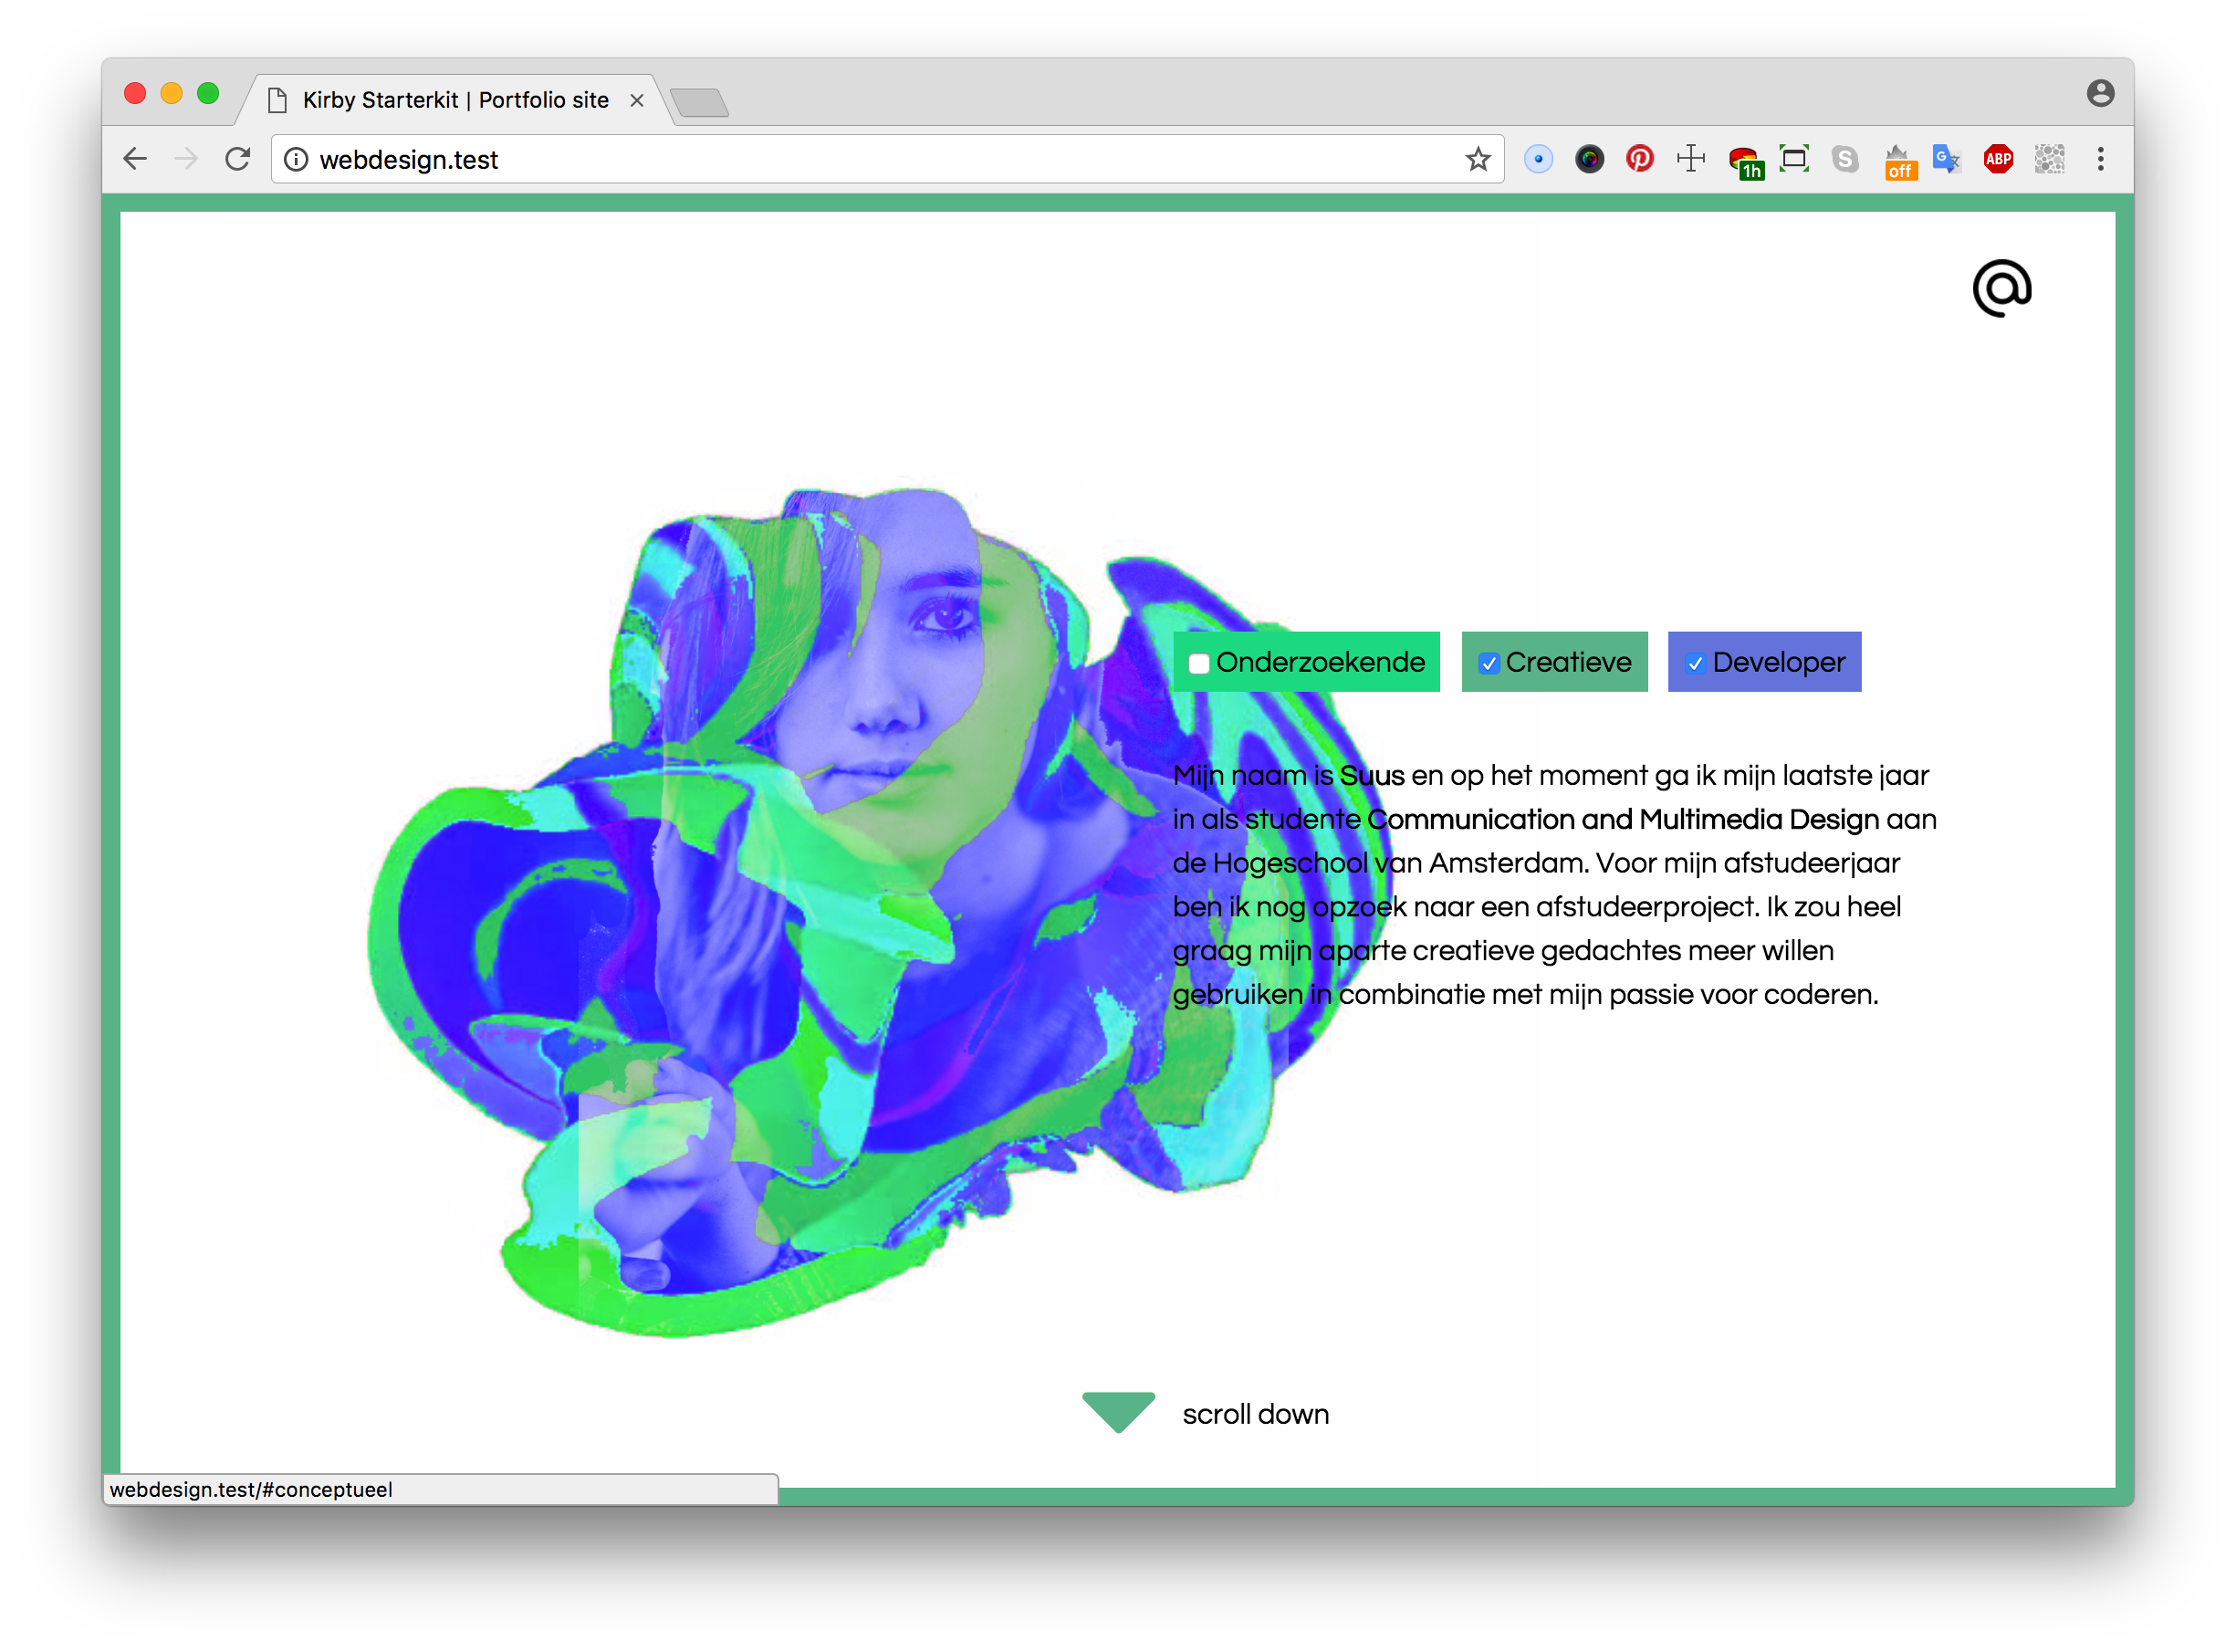 Kirby Starterkit | Portfolio site
webdesign.test
1h
S
off
G
ABP
@
Onderzoekende Creatieve Developer
Mijn naam is Suus en op het moment ga ik mijn laatste jaar
in als studente Communication and Multimedia Design aan
de Hogeschool van Amsterdam. Voor mijn afstudeerjaar
ben ik nog opzoek naar een afstudeerproject. Ik zou heel
graag mijn aparte creatieve gedachtes meer willen
gebruiken in combinatie met mijn passie voor coderen.
scroll down
webdesign.test/#conceptueel